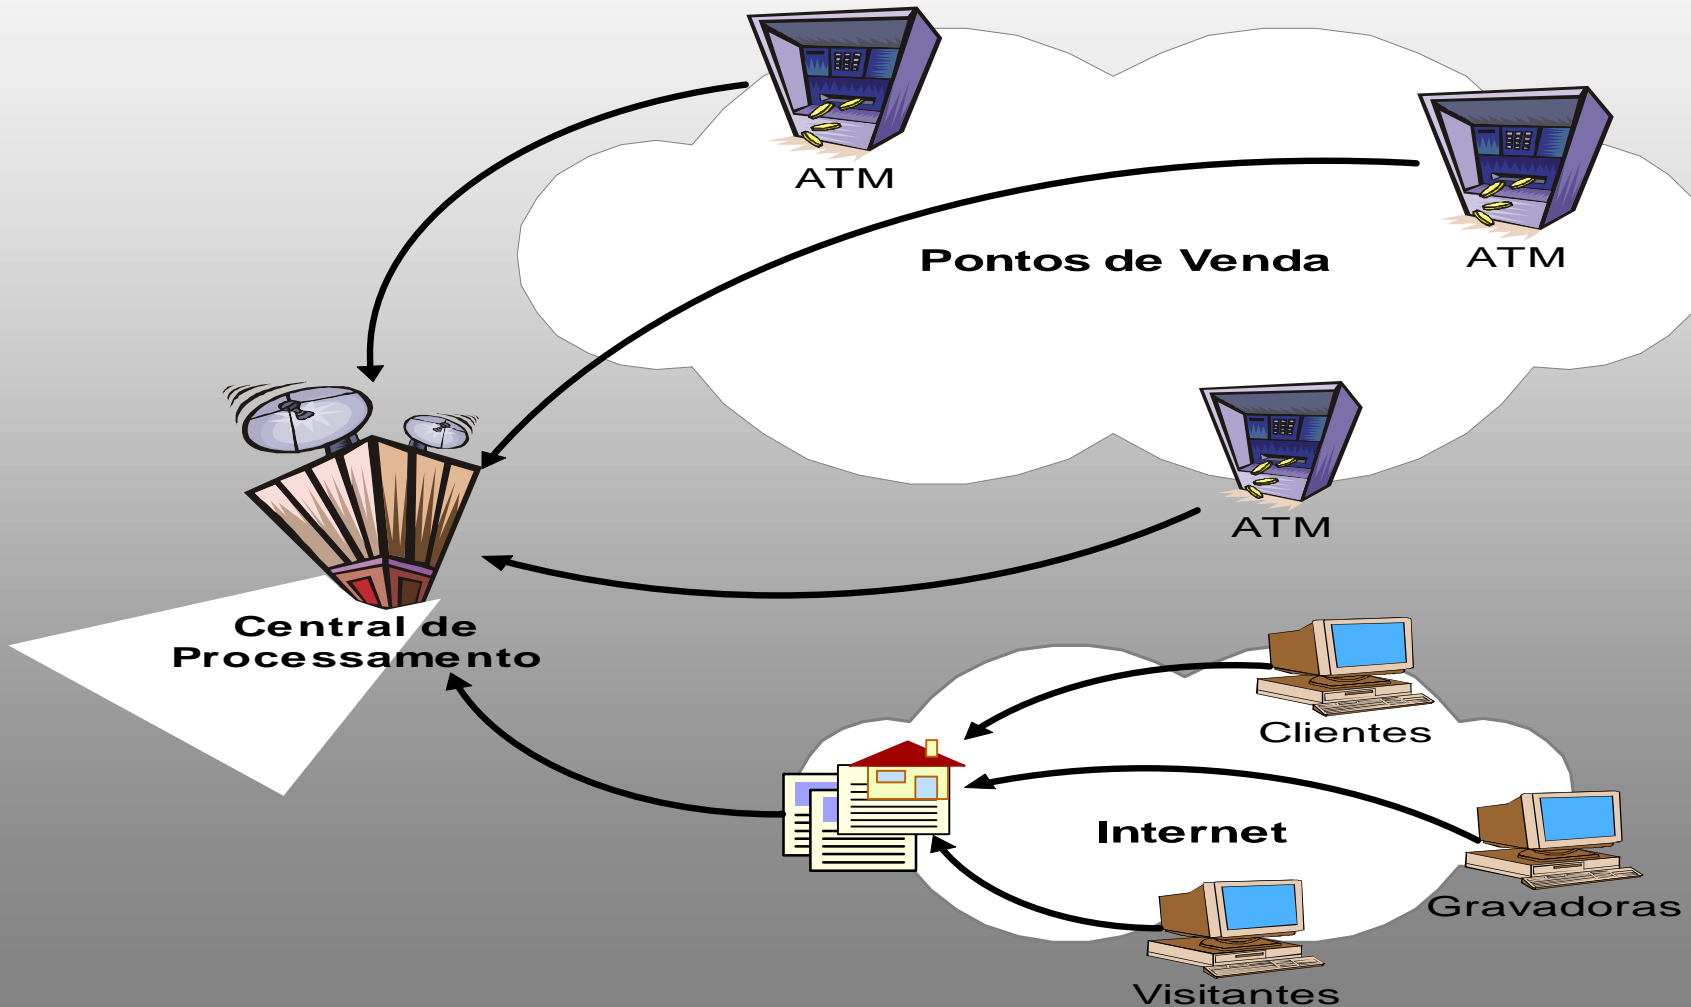 ATM
ATM
Pontos de Venda
ATM
Central de
Processamento
Clientes
Internet
Gravadoras
Visitantes